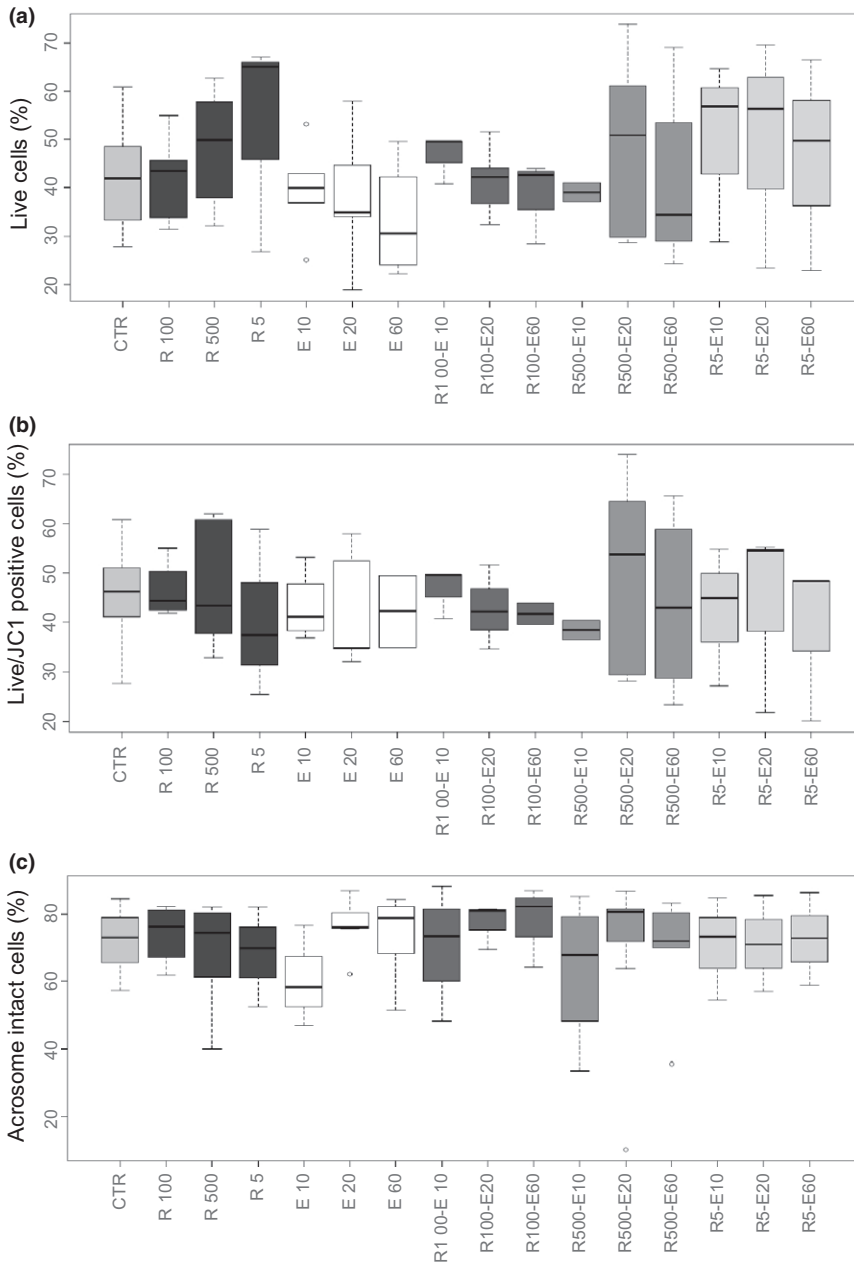 (a)
Live cells (%)
70
60
50
40
30
20
CTR
R 100
R 500
R 5
E 10
E 20
E 60
R1 00-E 10
R100-E20
R100-E60
R500-E10
R500-E20
R500-E60
R5-E10
R5-E20
R5-E60
(b)
Live/JC1 positive cells (%)
70
60
50
40
30
20
CTR
R 100
R 500
R 5
E 10
E 20
E 60
R1 00-E 10
R100-E20
R100-E60
R500-E10
R500-E20
R500-E60
R5-E10
R5-E20
R5-E60
(c)
Acrosome intact cells (%)
80
60
40
20
CTR
R 100
R 500
R 5
E 10
E 20
E 60
R1 00-E 10
R100-E20
R100-E60
R500-E10
R500-E20
R500-E60
R5-E10
R5-E20
R5-E60